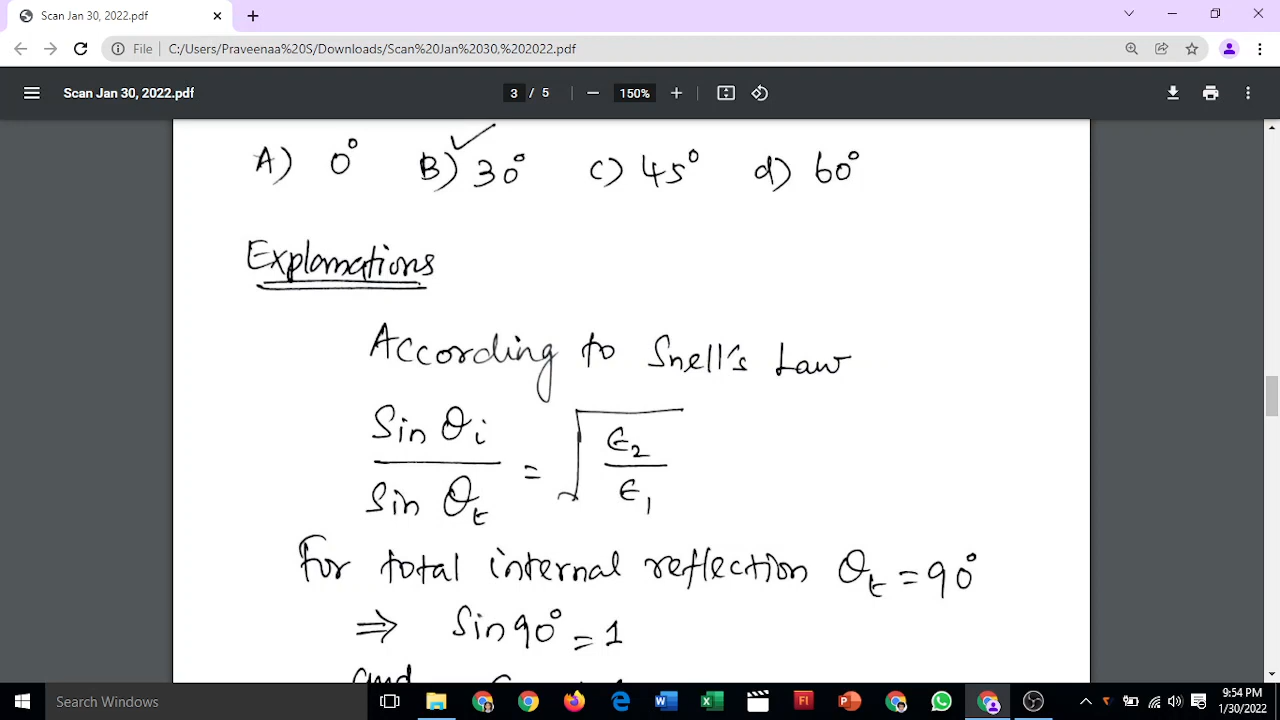 Scan Jan 30, 2022.pdf
File C:/Users/Praveenaa%20S/Downloads/Scan%20Jan%2030,%202022.pdf
Scan Jan 30, 2022.pdf 3 / 5 150%
A) 0° B) 30° C) 45° d) 60°
Explanations
According to Snell's Law
Sin θi / Sin θt = √(ϵ2 / ϵ1)
For total internal reflection θt = 90°
⇒ Sin 90° = 1
and
Search Windows
9:54 PM
1/30/2022